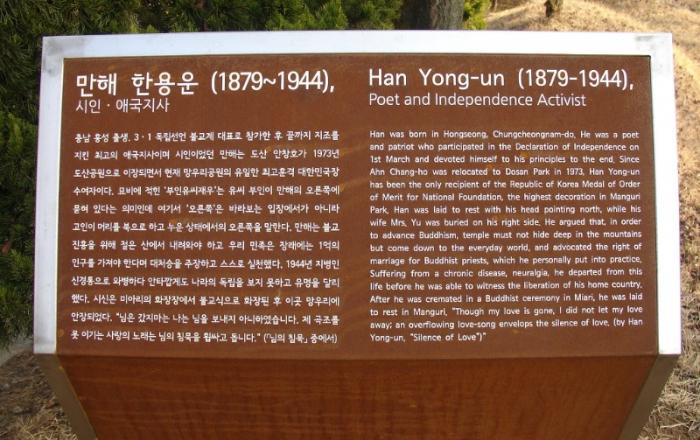 만해 한용운 (1879~1944),
시인 · 애국지사
충남 홍성 출생. 3 · 1 독립선언 불교계 대표로 참가한 후 끝까지 지조를
지킨 최고의 애국지사이며 시인이었던 만해는 도산 안창호가 1973년
도산공원으로 이장되면서 현재 망우리공원의 유일한 최고훈격 대한민국장
수여자이다. 묘비에 적힌 '부인유씨재우'는 유씨 부인이 만해의 오른쪽에
묻혀 있다는 의미인데 여기서 '오른쪽'은 바라보는 입장에서가 아니라
고인이 머리를 북으로 하고 누운 상태에서의 오른쪽을 말한다. 만해는 불교
진흥을 위해 절은 산에서 내려와야 하고 우리 민족은 장래에는 1억의
인구를 가져야 한다며 대처승을 주장하고 스스로 실천했다. 1944년 지병인
신경통으로 와병하다 안타깝게도 나라의 독립을 보지 못하고 유명을 달리
했다. 시신은 미아리의 화장장에서 불교식으로 화장된 후 이곳 망우리에
안장되었다. "님은 갔지마는 나는 님을 보내지 아니하였습니다. 제 곡조를
못 이기는 사랑의 노래는 님의 침묵을 휩싸고 돕니다." (「님의 침묵」 중에서)
Han Yong-un (1879-1944),
Poet and Independence Activist
Han was born in Hongseong, Chungcheongnam-do. He was a poet
and patriot who participated in the Declaration of Independence on
1st March and devoted himself to his principles to the end. Since
Ahn Chang-ho was relocated to Dosan Park in 1973, Han Yong-un
has been the only recipient of the Republic of Korea Medal of Order
of Merit for National Foundation, the highest decoration in Manguri
Park. Han was laid to rest with his head pointing north, while his
wife Mrs. Yu was buried on his right side. He argued that, in order
to advance Buddhism, temple must not hide deep in the mountains
but come down to the everyday world, and advocated the right of
marriage for Buddhist priests, which he personally put into practice.
Suffering from a chronic disease, neuralgia, he departed from this
life before he was able to witness the liberation of his home country.
After he was cremated in a Buddhist ceremony in Miari, he was laid
to rest in Manguri. "Though my love is gone, I did not let my love
away; an overflowing love-song envelops the silence of love. (by Han
Yong-un, "Silence of Love")"